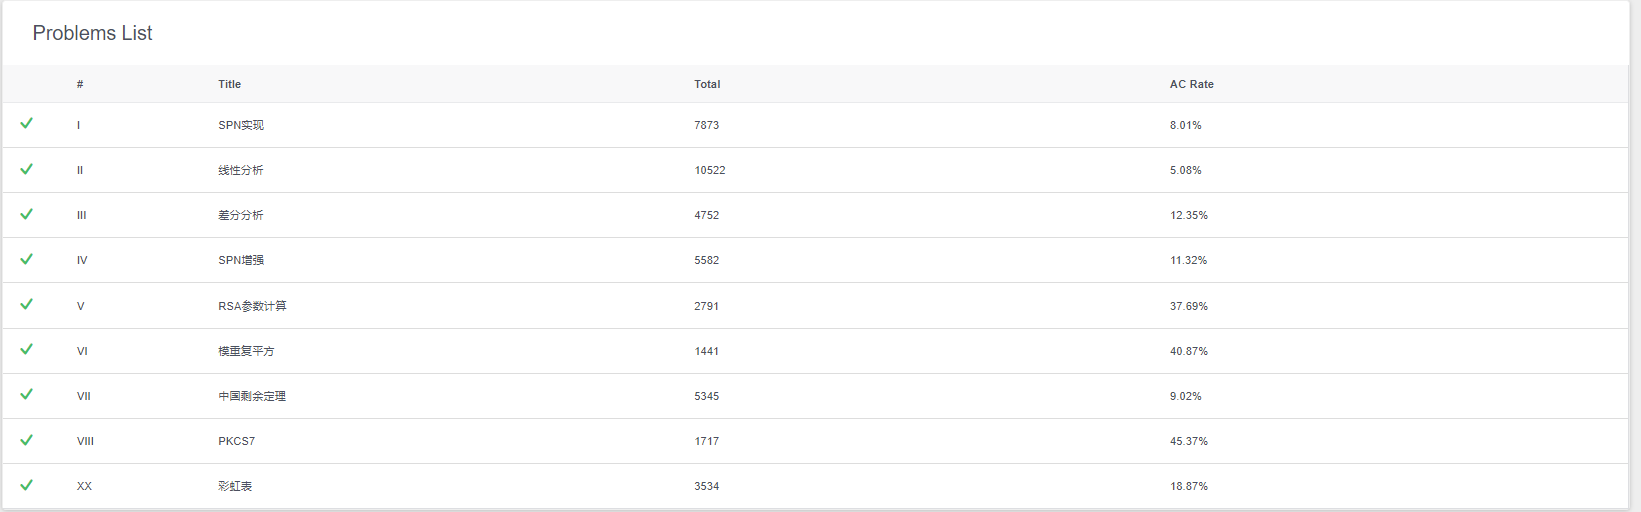 Problems List
# Title Total AC Rate
I SPN实现 7873 8.01%
II 线性分析 10522 5.08%
III 差分分析 4752 12.35%
IV SPN增强 5582 11.32%
V RSA参数计算 2791 37.69%
VI 模重复平方 1441 40.87%
VII 中国剩余定理 5345 9.02%
VIII PKCS7 1717 45.37%
XX 彩虹表 3534 18.87%